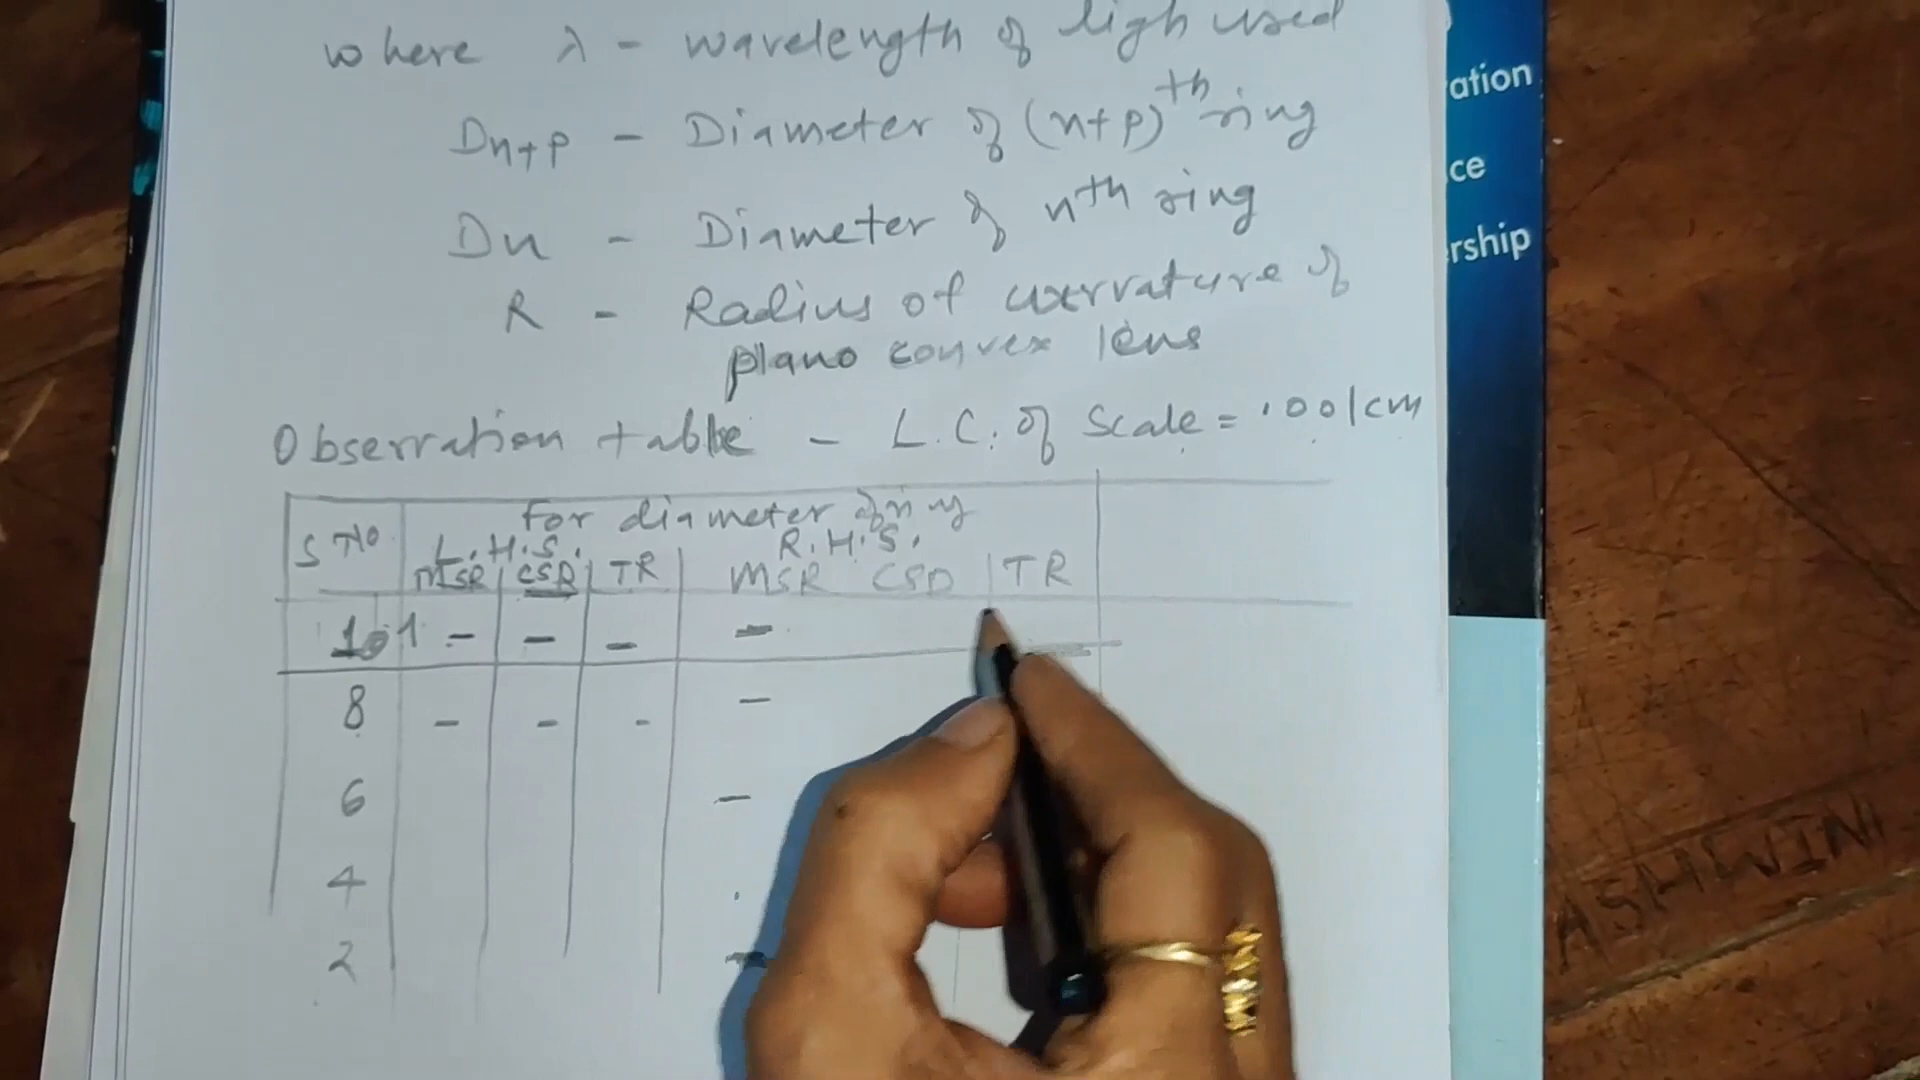 where λ - wavelength of ligh used
Dn+p - Diameter of (n+p)th ring
Dn - Diameter of nth ring
R - Radius of curvature of
plano convex lens
Observation table - L.C. of Scale = .001cm
S No
For diameter of ring
L.H.S. R.H.S.
MSR CSD TR MSR CSD TR
10 - - - -
8 - - - -
6 -
4
2 -
ation
ce
rship
ASHWINI